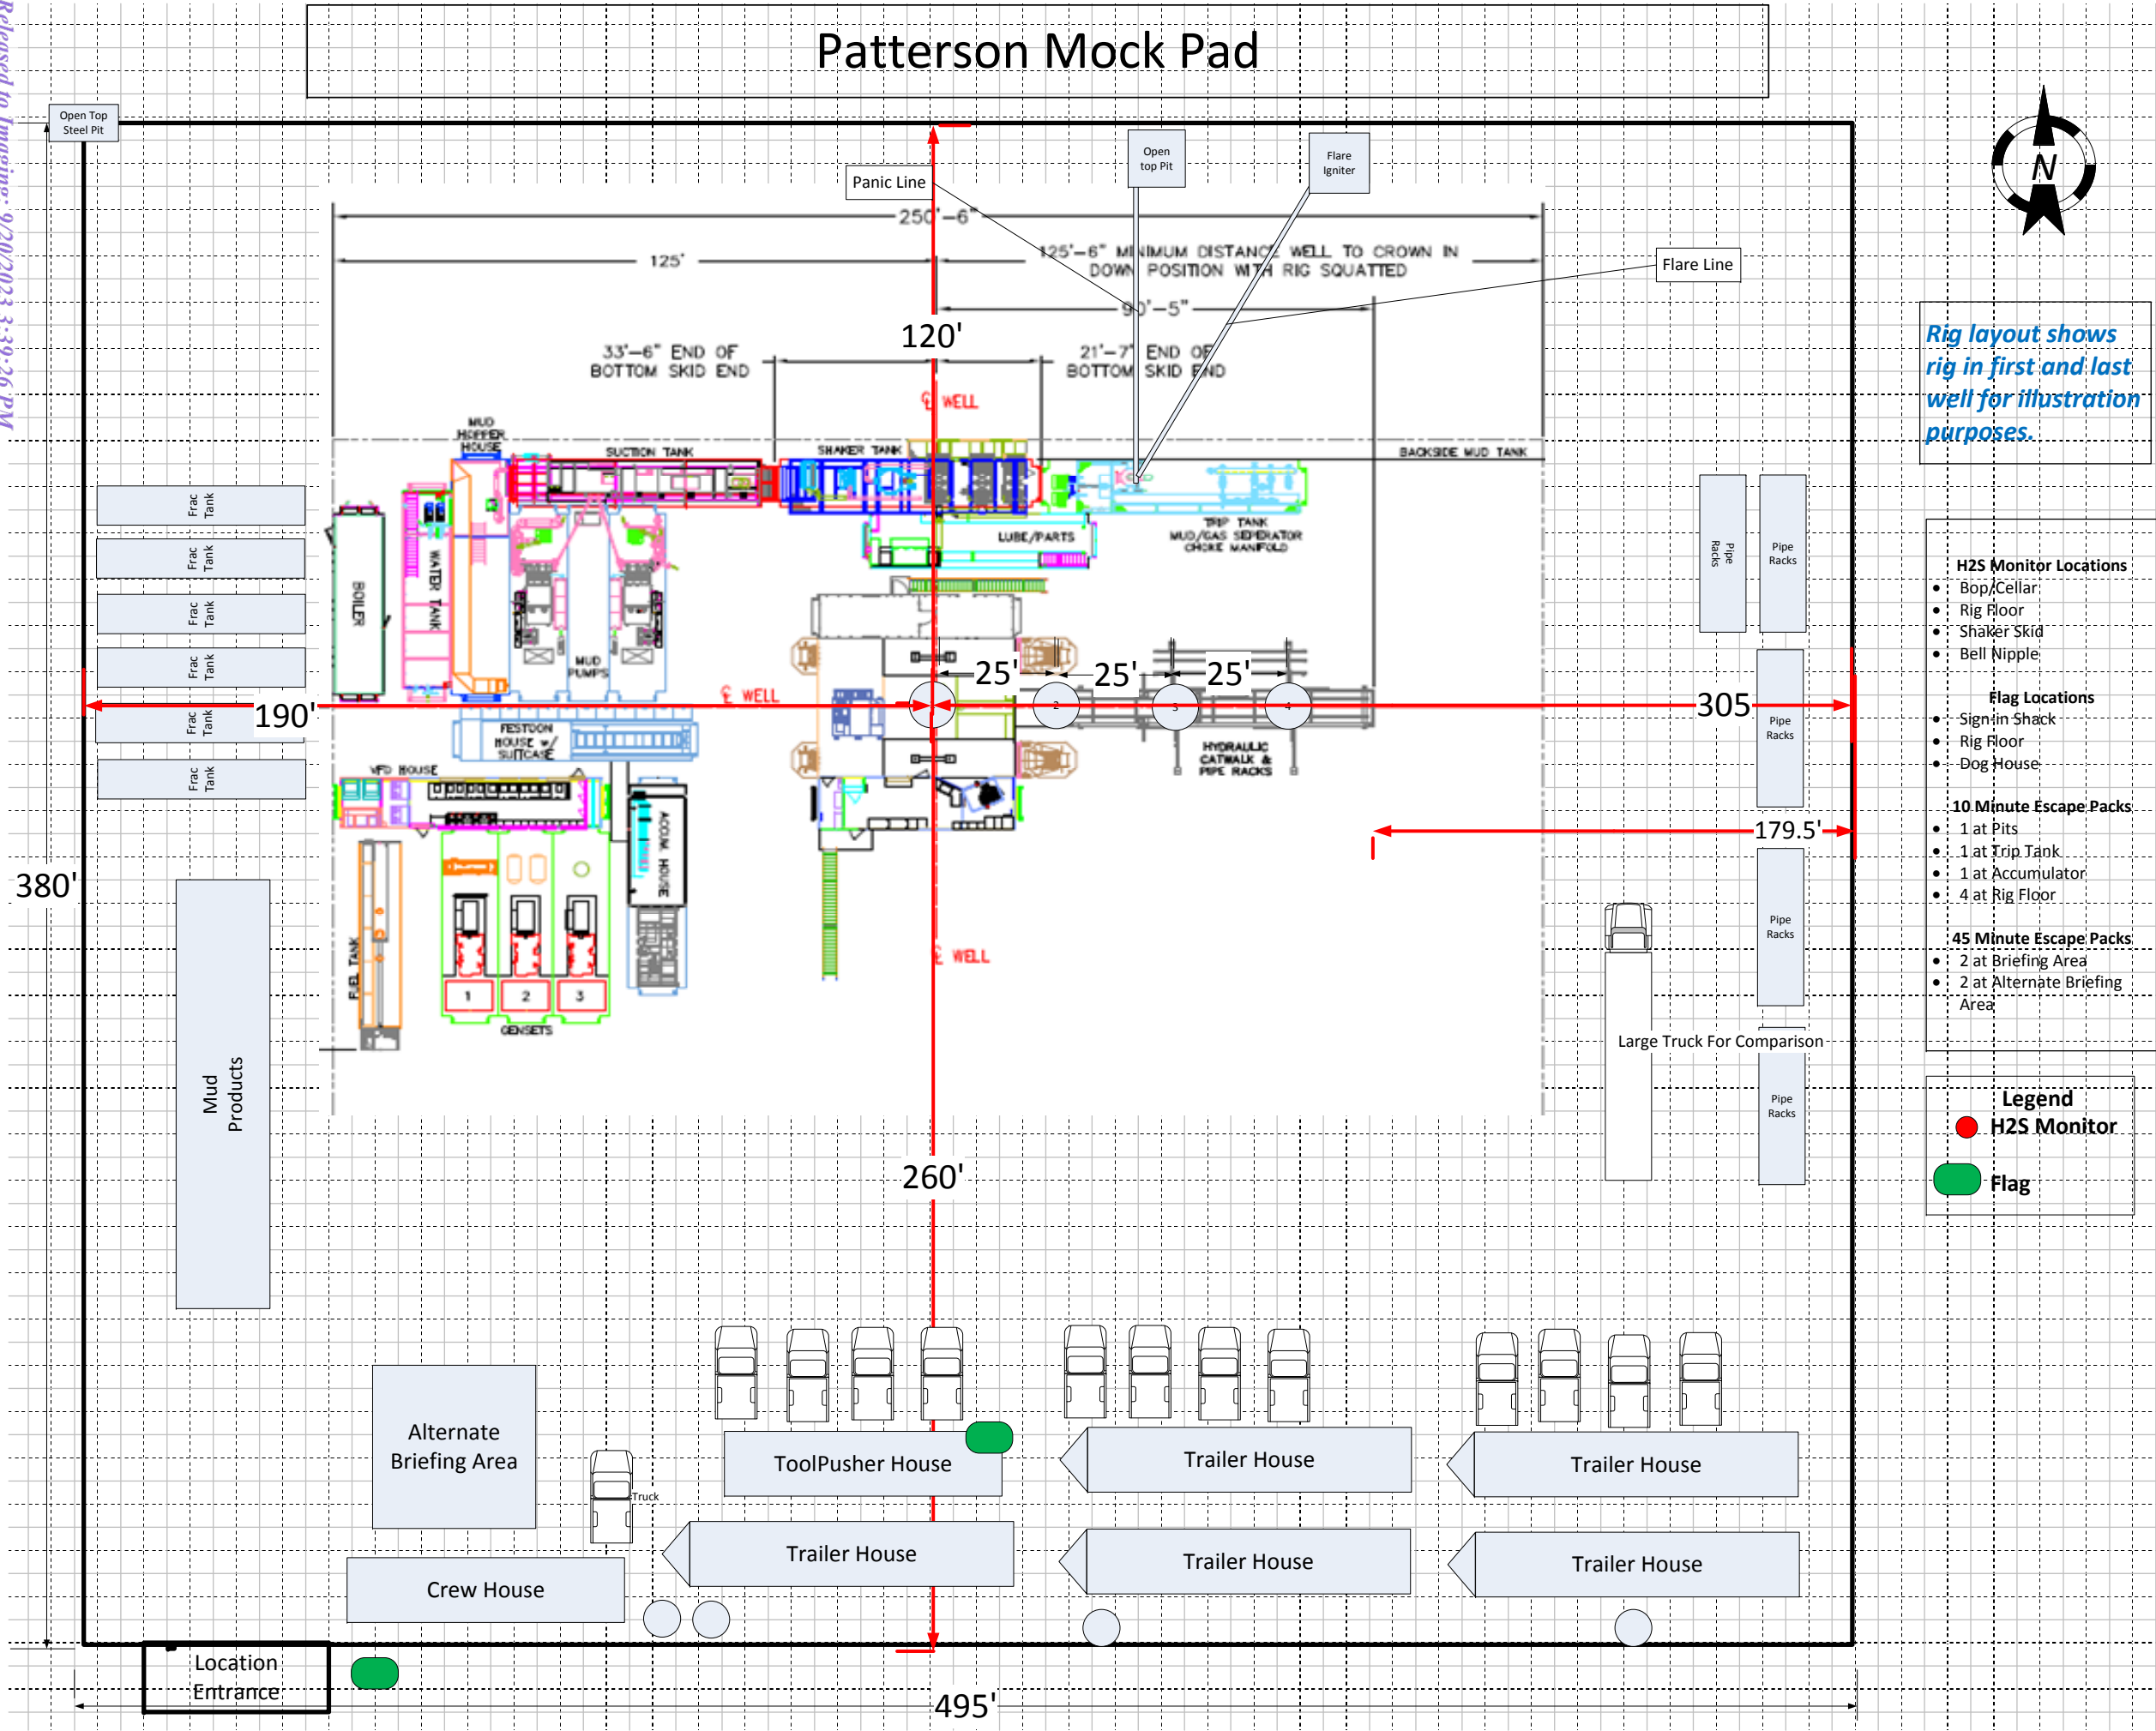 Released to Imaging: 9/20/2023 3:39:26 PM
Patterson Mock Pad
Open Top
Steel Pit
Panic Line
Open
top Pit
Flare
Igniter
Flare Line
N
250'-6"
125'
125'-6" MINIMUM DISTANCE WELL TO CROWN IN
DOWN POSITION WITH RIG SQUATTED
90'-5"
120'
33'-6" END OF
BOTTOM SKID END
21'-7" END OF
BOTTOM SKID END
℄ WELL
Rig layout shows
rig in first and last
well for illustration
purposes.
MUD
HOPPER
HOUSE
SUCTION TANK
SHAKER TANK
BACKSIDE MUD TANK
Frac
Tank
Frac
Tank
Frac
Tank
Frac
Tank
Frac
Tank
Frac
Tank
BOILER
WATER TANK
MUD
PUMPS
LUBE/PARTS
TRIP TANK
MUD/GAS SEPERATOR
CHOKE MANIFOLD
Pipe
Racks
Pipe
Racks
Pipe
Racks
Pipe
Racks
Pipe
Racks
25'
25'
25'
2
3
4
℄ WELL
190'
305
FESTOON
HOUSE w/
SUITCASE
HYDRAULIC
CATWALK &
PIPE RACKS
VFD HOUSE
ACCUM. HOUSE
179.5'
380'
FUEL TANK
1
2
3
GENSETS
℄ WELL
Mud
Products
Large Truck For Comparison
260'
H2S Monitor Locations
• Bop/Cellar
• Rig Floor
• Shaker Skid
• Bell Nipple
Flag Locations
• Sign in Shack
• Rig Floor
• Dog House
10 Minute Escape Packs
• 1 at Pits
• 1 at Trip Tank
• 1 at Accumulator
• 4 at Rig Floor
45 Minute Escape Packs
• 2 at Briefing Area
• 2 at Alternate Briefing
Area
Legend
H2S Monitor
Flag
Alternate
Briefing Area
Truck
ToolPusher House
Trailer House
Trailer House
Crew House
Trailer House
Trailer House
Trailer House
Location
Entrance
495'